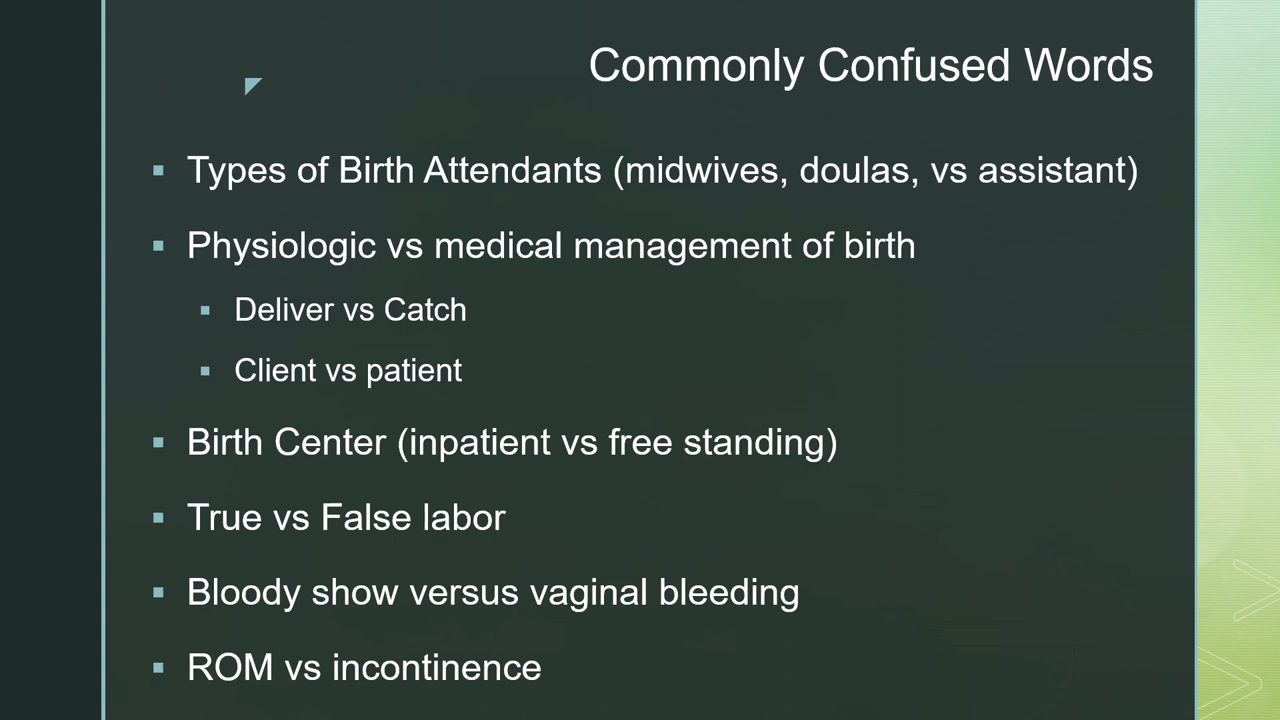 Commonly Confused Words
Types of Birth Attendants (midwives, doulas, vs assistant)
Physiologic vs medical management of birth
Deliver vs Catch
Client vs patient
Birth Center (inpatient vs free standing)
True vs False labor
Bloody show versus vaginal bleeding
ROM vs incontinence